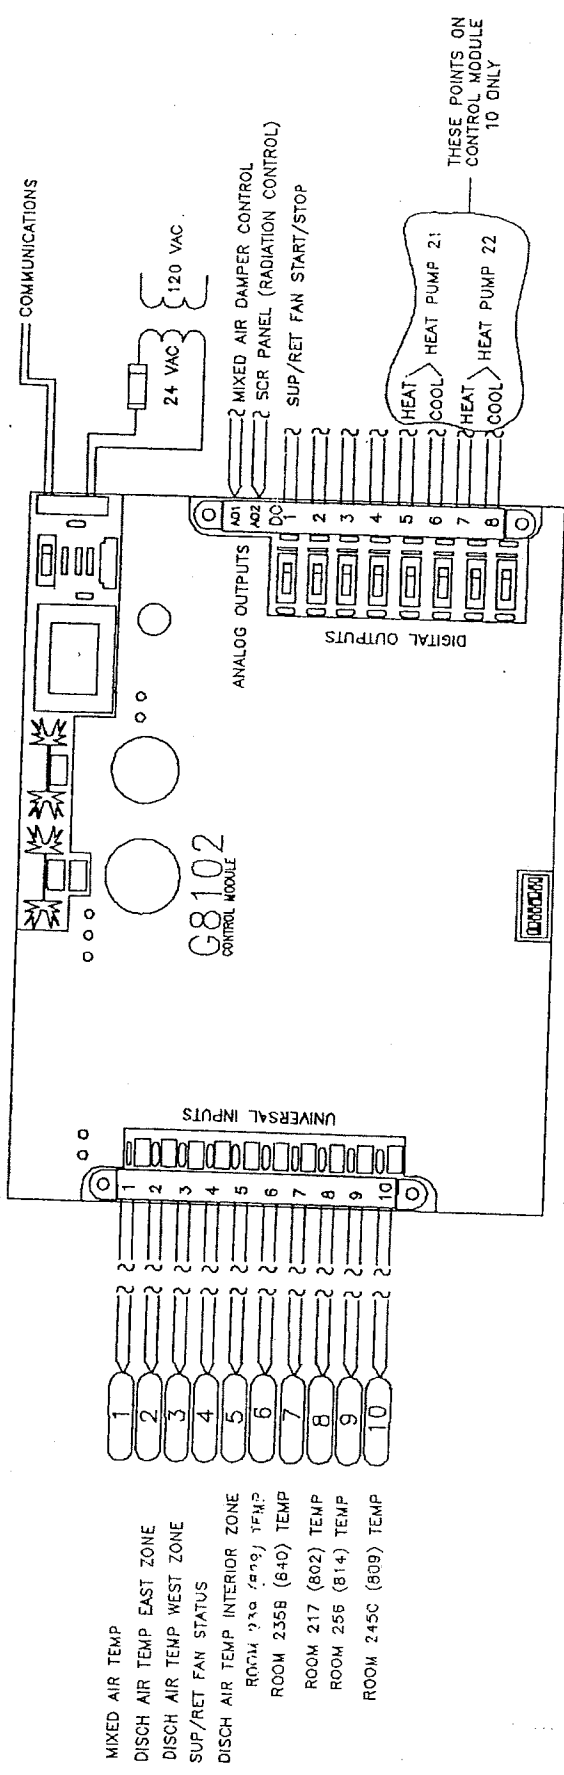 COMMUNICATIONS
24 VAC
120 VAC
MIXED AIR DAMPER CONTROL
SCR PANEL (RADIATION CONTROL)
SUP/RET FAN START/STOP
HEAT
COOL
HEAT PUMP 21
HEAT
COOL
HEAT PUMP 22
THESE POINTS ON
CONTROL MODULE
10 ONLY
ANALOG OUTPUTS
AO1
AO2
DO
1
2
3
4
5
6
7
8
DIGITAL OUTPUTS
G8102
CONTROL MODULE
UNIVERSAL INPUTS
1
2
3
4
5
6
7
8
9
10
1
2
3
4
5
6
7
8
9
10
MIXED AIR TEMP
DISCH AIR TEMP EAST ZONE
DISCH AIR TEMP WEST ZONE
SUP/RET FAN STATUS
DISCH AIR TEMP INTERIOR ZONE
ROOM TEMP
ROOM 235B (840) TEMP
ROOM 217 (802) TEMP
ROOM 256 (814) TEMP
ROOM 245C (809) TEMP